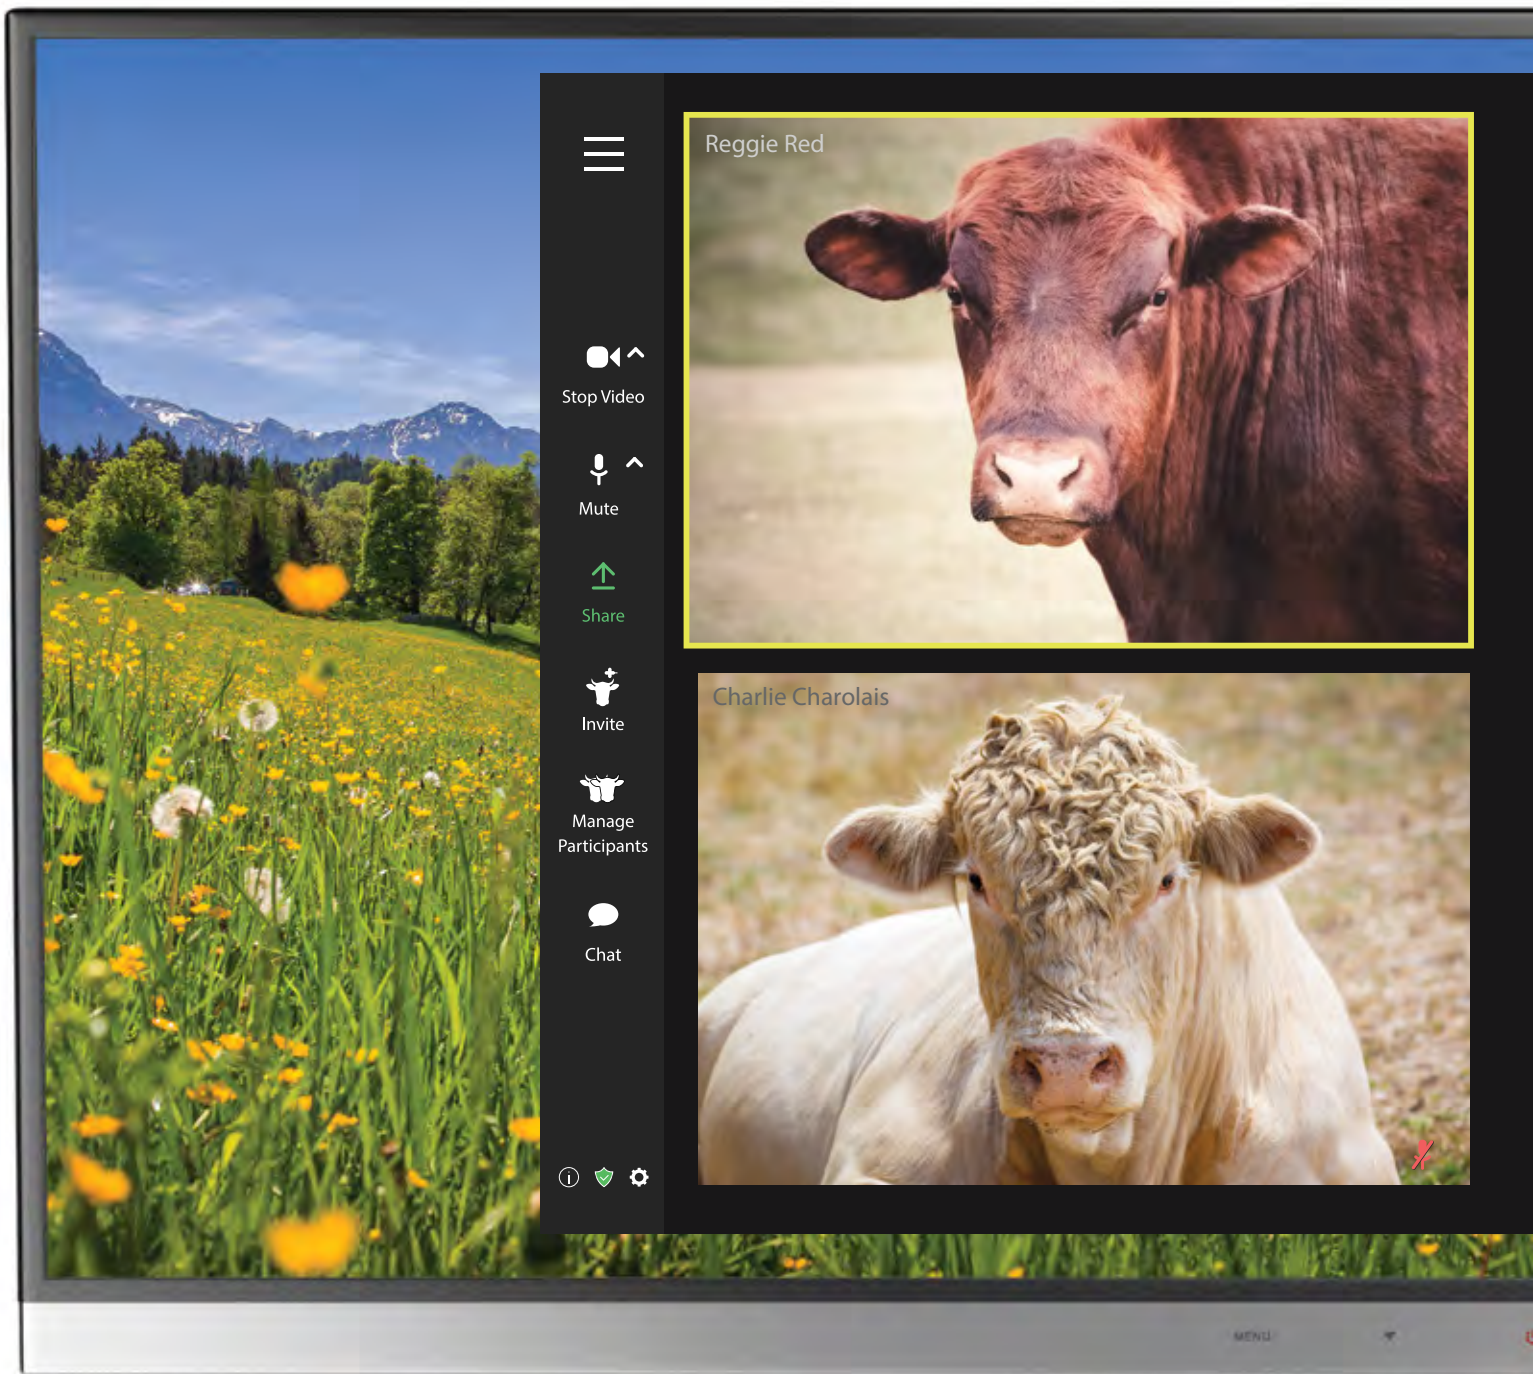 Reggie Red
Stop Video
Mute
Share
Invite
Manage
Participants
Chat
Charlie Charolais
MENU